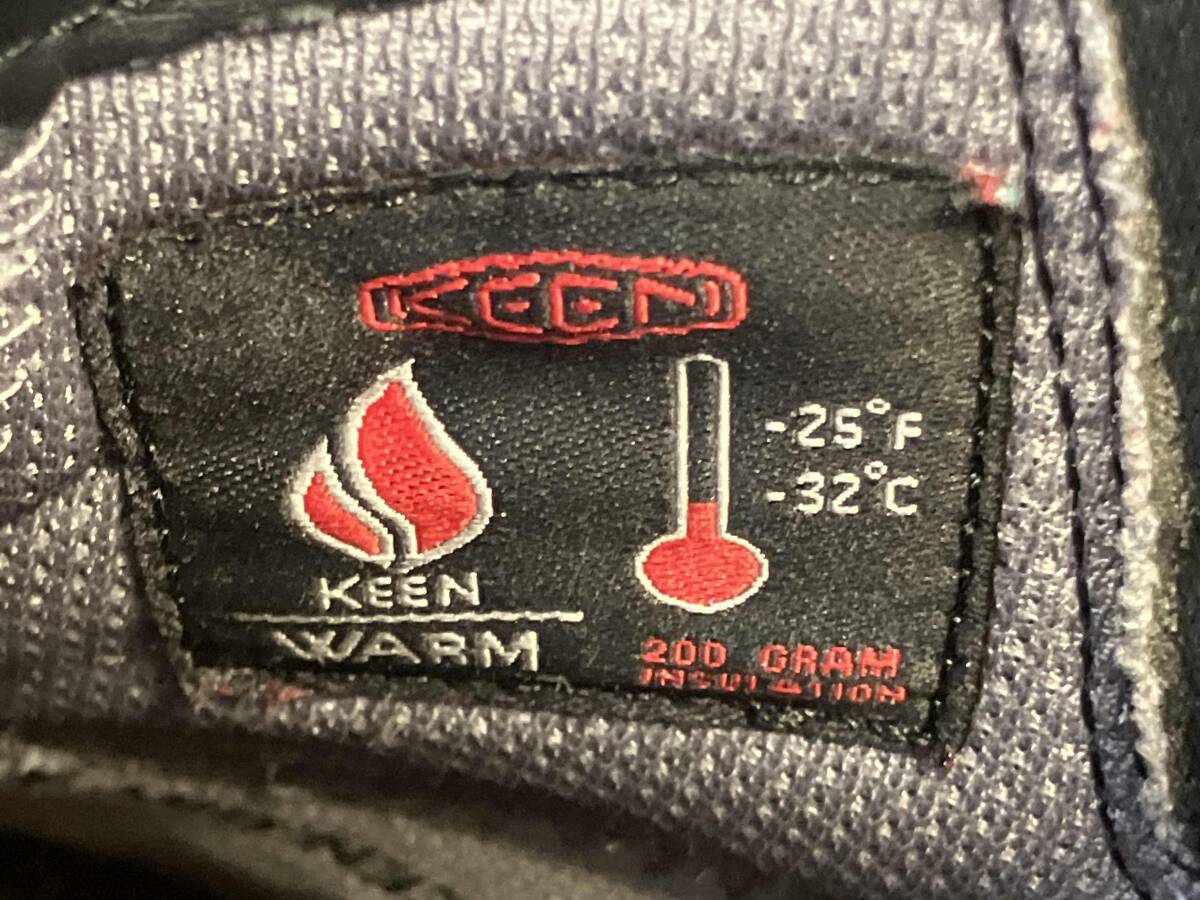 KEEN
-25°F
-32°C
KEEN
WARM
200 GRAM
INSULATION